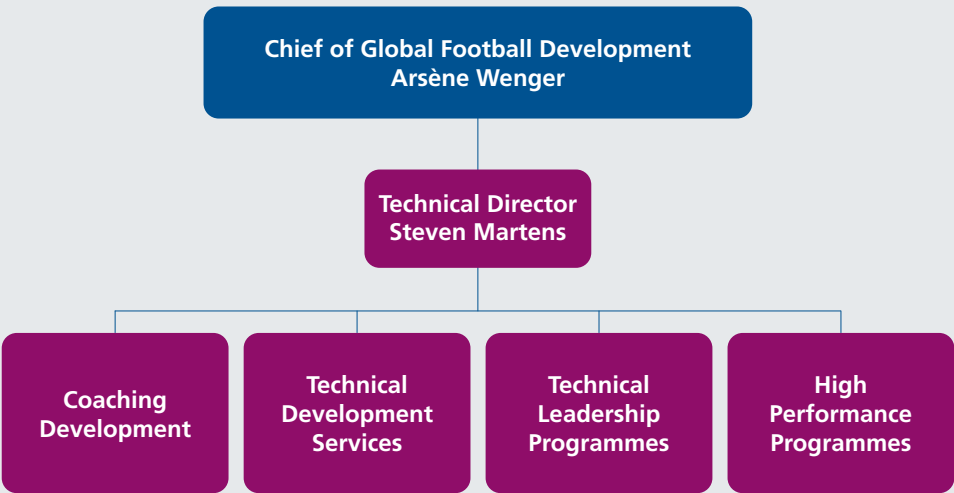 Chief of Global Football Development
Arsène Wenger
Technical Director
Steven Martens
Coaching
Development
Technical
Development
Services
Technical
Leadership
Programmes
High
Performance
Programmes